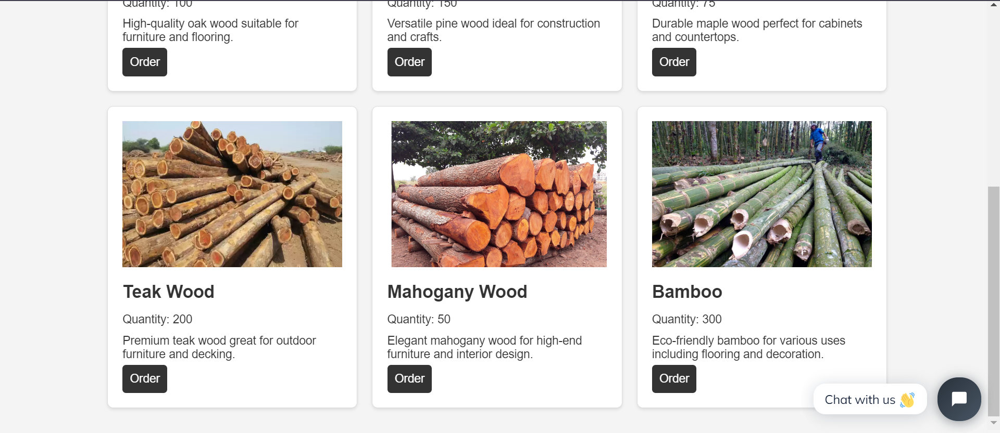 Quantity: 100
High-quality oak wood suitable for
furniture and flooring.
Order
Quantity: 150
Versatile pine wood ideal for construction
and crafts.
Order
Quantity: 75
Durable maple wood perfect for cabinets
and countertops.
Order
Teak Wood
Quantity: 200
Premium teak wood great for outdoor
furniture and decking.
Order
Mahogany Wood
Quantity: 50
Elegant mahogany wood for high-end
furniture and interior design.
Order
© BambooImport.com
Bamboo
Quantity: 300
Eco-friendly bamboo for various uses
including flooring and decoration.
Order
Chat with us 👋